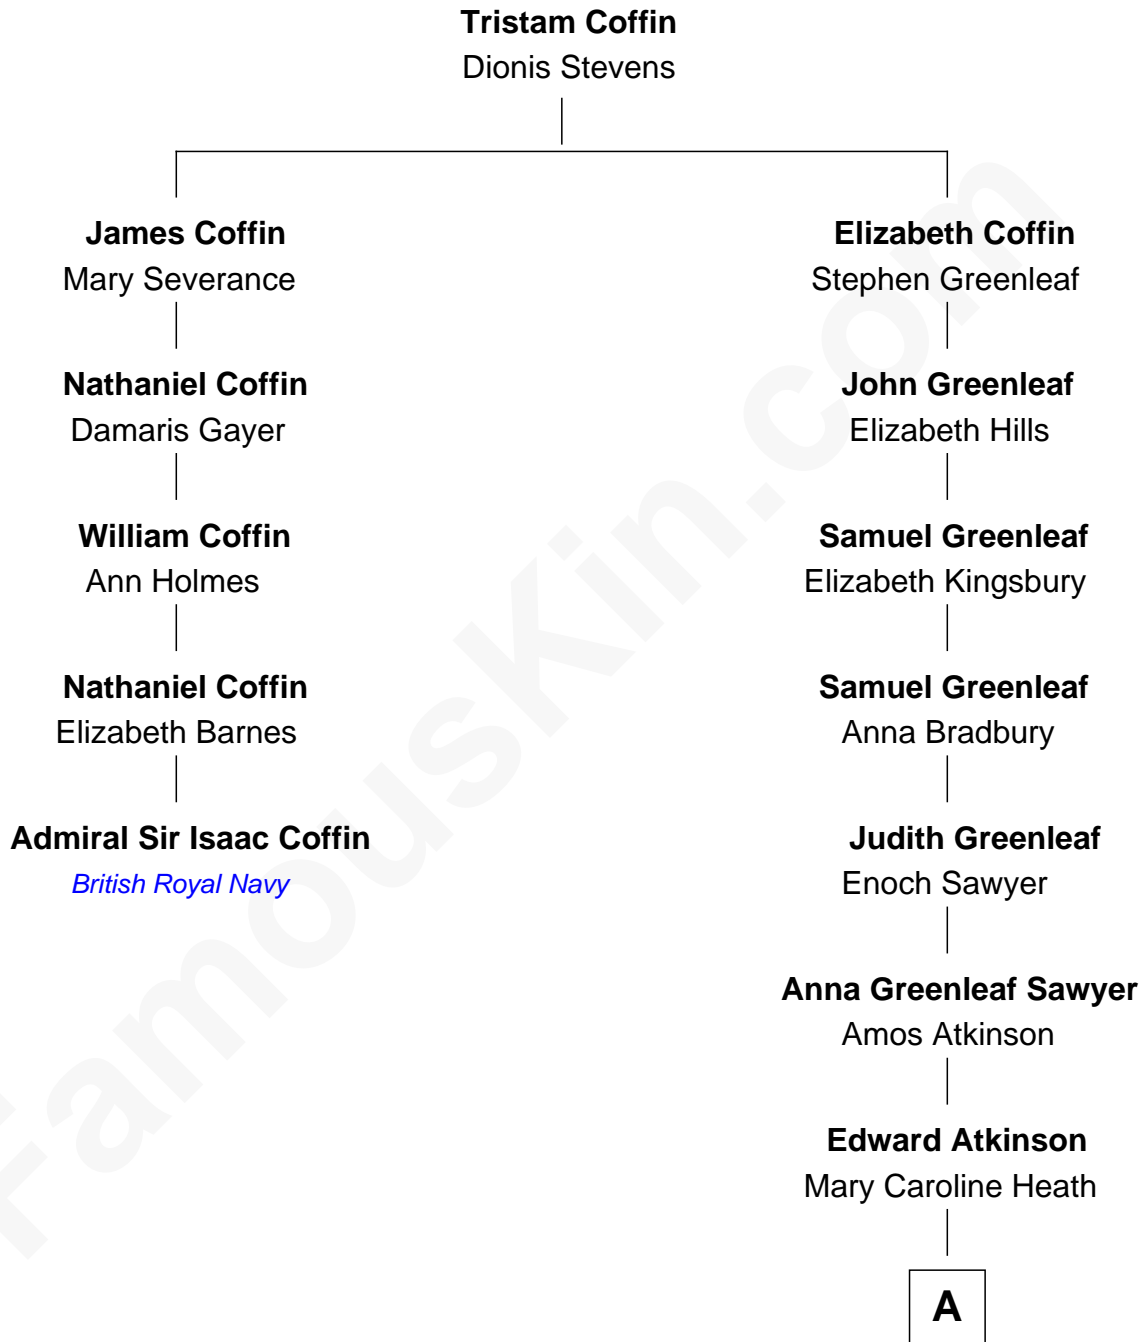 Tristam Coffin
Dionis Stevens
James Coffin
Mary Severance
Nathaniel Coffin
Damaris Gayer
William Coffin
Ann Holmes
Nathaniel Coffin
Elizabeth Barnes
Admiral Sir Isaac Coffin
British Royal Navy
Elizabeth Coffin
Stephen Greenleaf
John Greenleaf
Elizabeth Hills
Samuel Greenleaf
Elizabeth Kingsbury
Samuel Greenleaf
Anna Bradbury
Judith Greenleaf
Enoch Sawyer
Anna Greenleaf Sawyer
Amos Atkinson
Edward Atkinson
Mary Caroline Heath
A
FamousKin.com